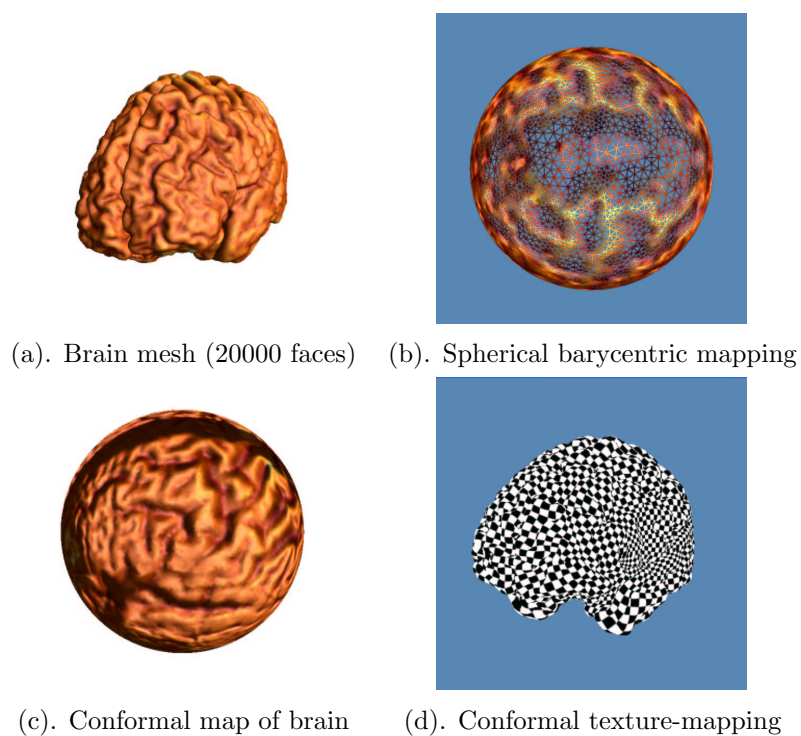 (a). Brain mesh (20000 faces)
(b). Spherical barycentric mapping
(c). Conformal map of brain
(d). Conformal texture-mapping